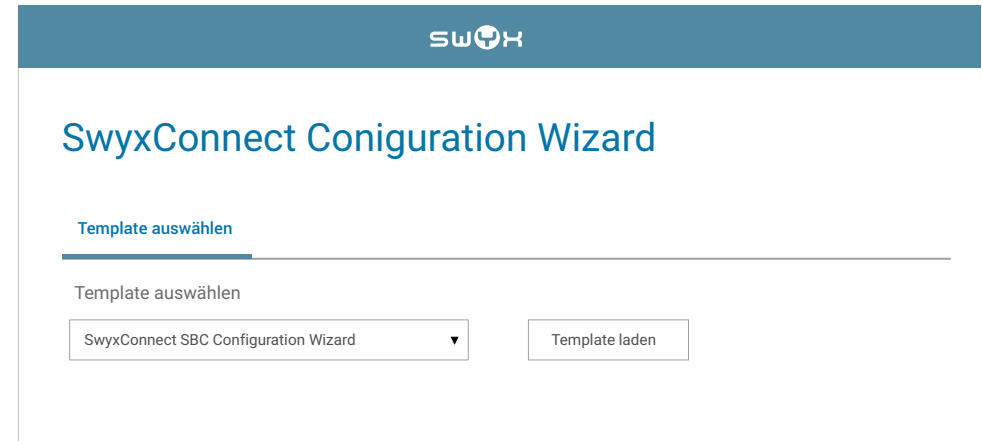 swyx
SwyxConnect Coniguration Wizard
Template auswählen
Template auswählen
SwyxConnect SBC Configuration Wizard
Template laden